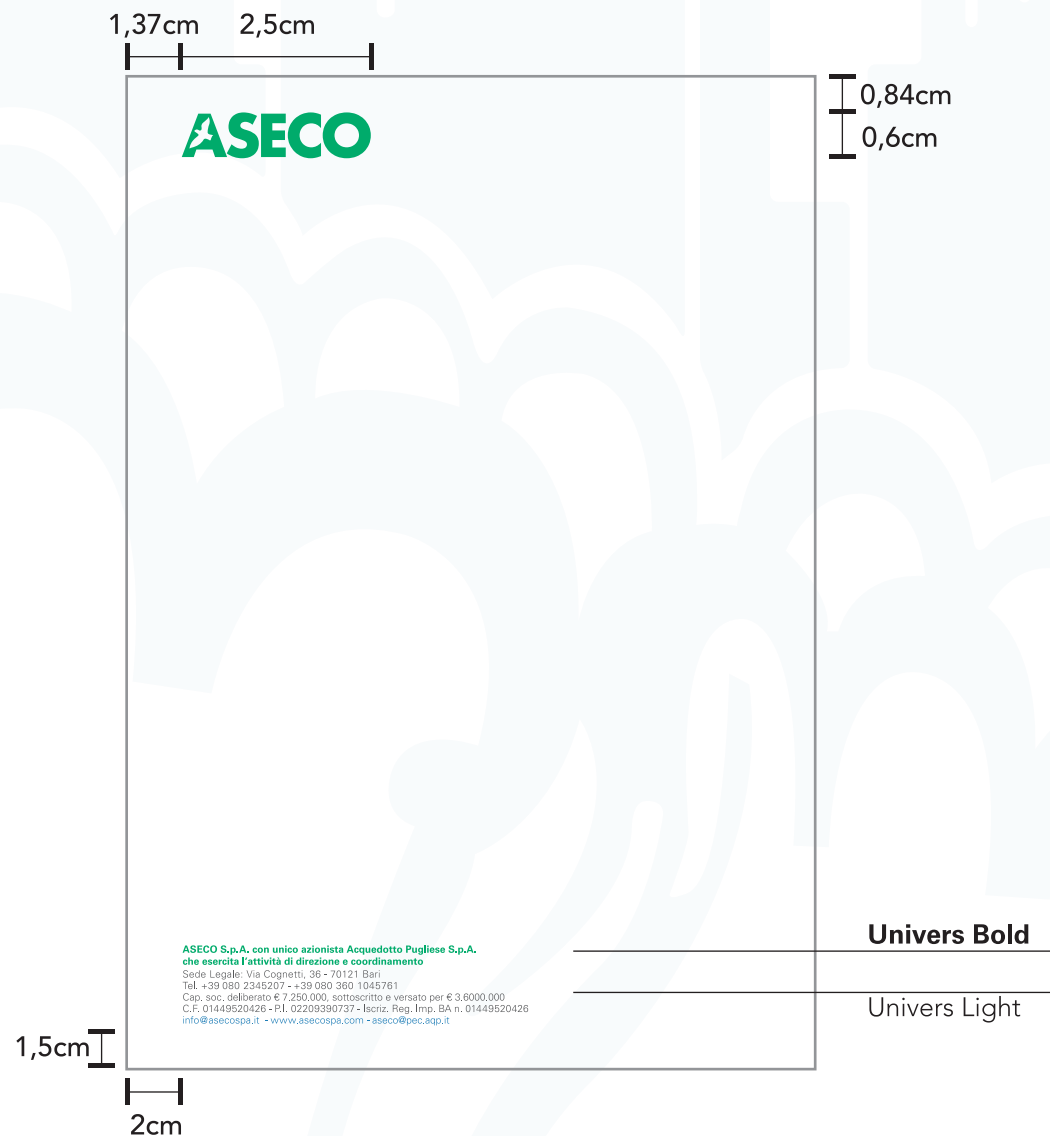 1,37cm 2,5cm
0,84cm
0,6cm
ASECO
Univers Bold
ASECO S.p.A. con unico azionista Acquedotto Pugliese S.p.A.
che esercita l'attività di direzione e coordinamento
Sede Legale: Via Cognetti, 36 - 70121 Bari
Tel. +39 080 2345207 - +39 080 360 1045761
Cap. soc. deliberato € 7.250.000, sottoscritto e versato per € 3.6000.000
C.F. 01449520426 - P.I. 02209390737 - Iscriz. Reg. Imp. BA n. 01449520426
info@asecospa.it - www.asecospa.com - aseco@pec.aqp.it
Univers Light
1,5cm
2cm